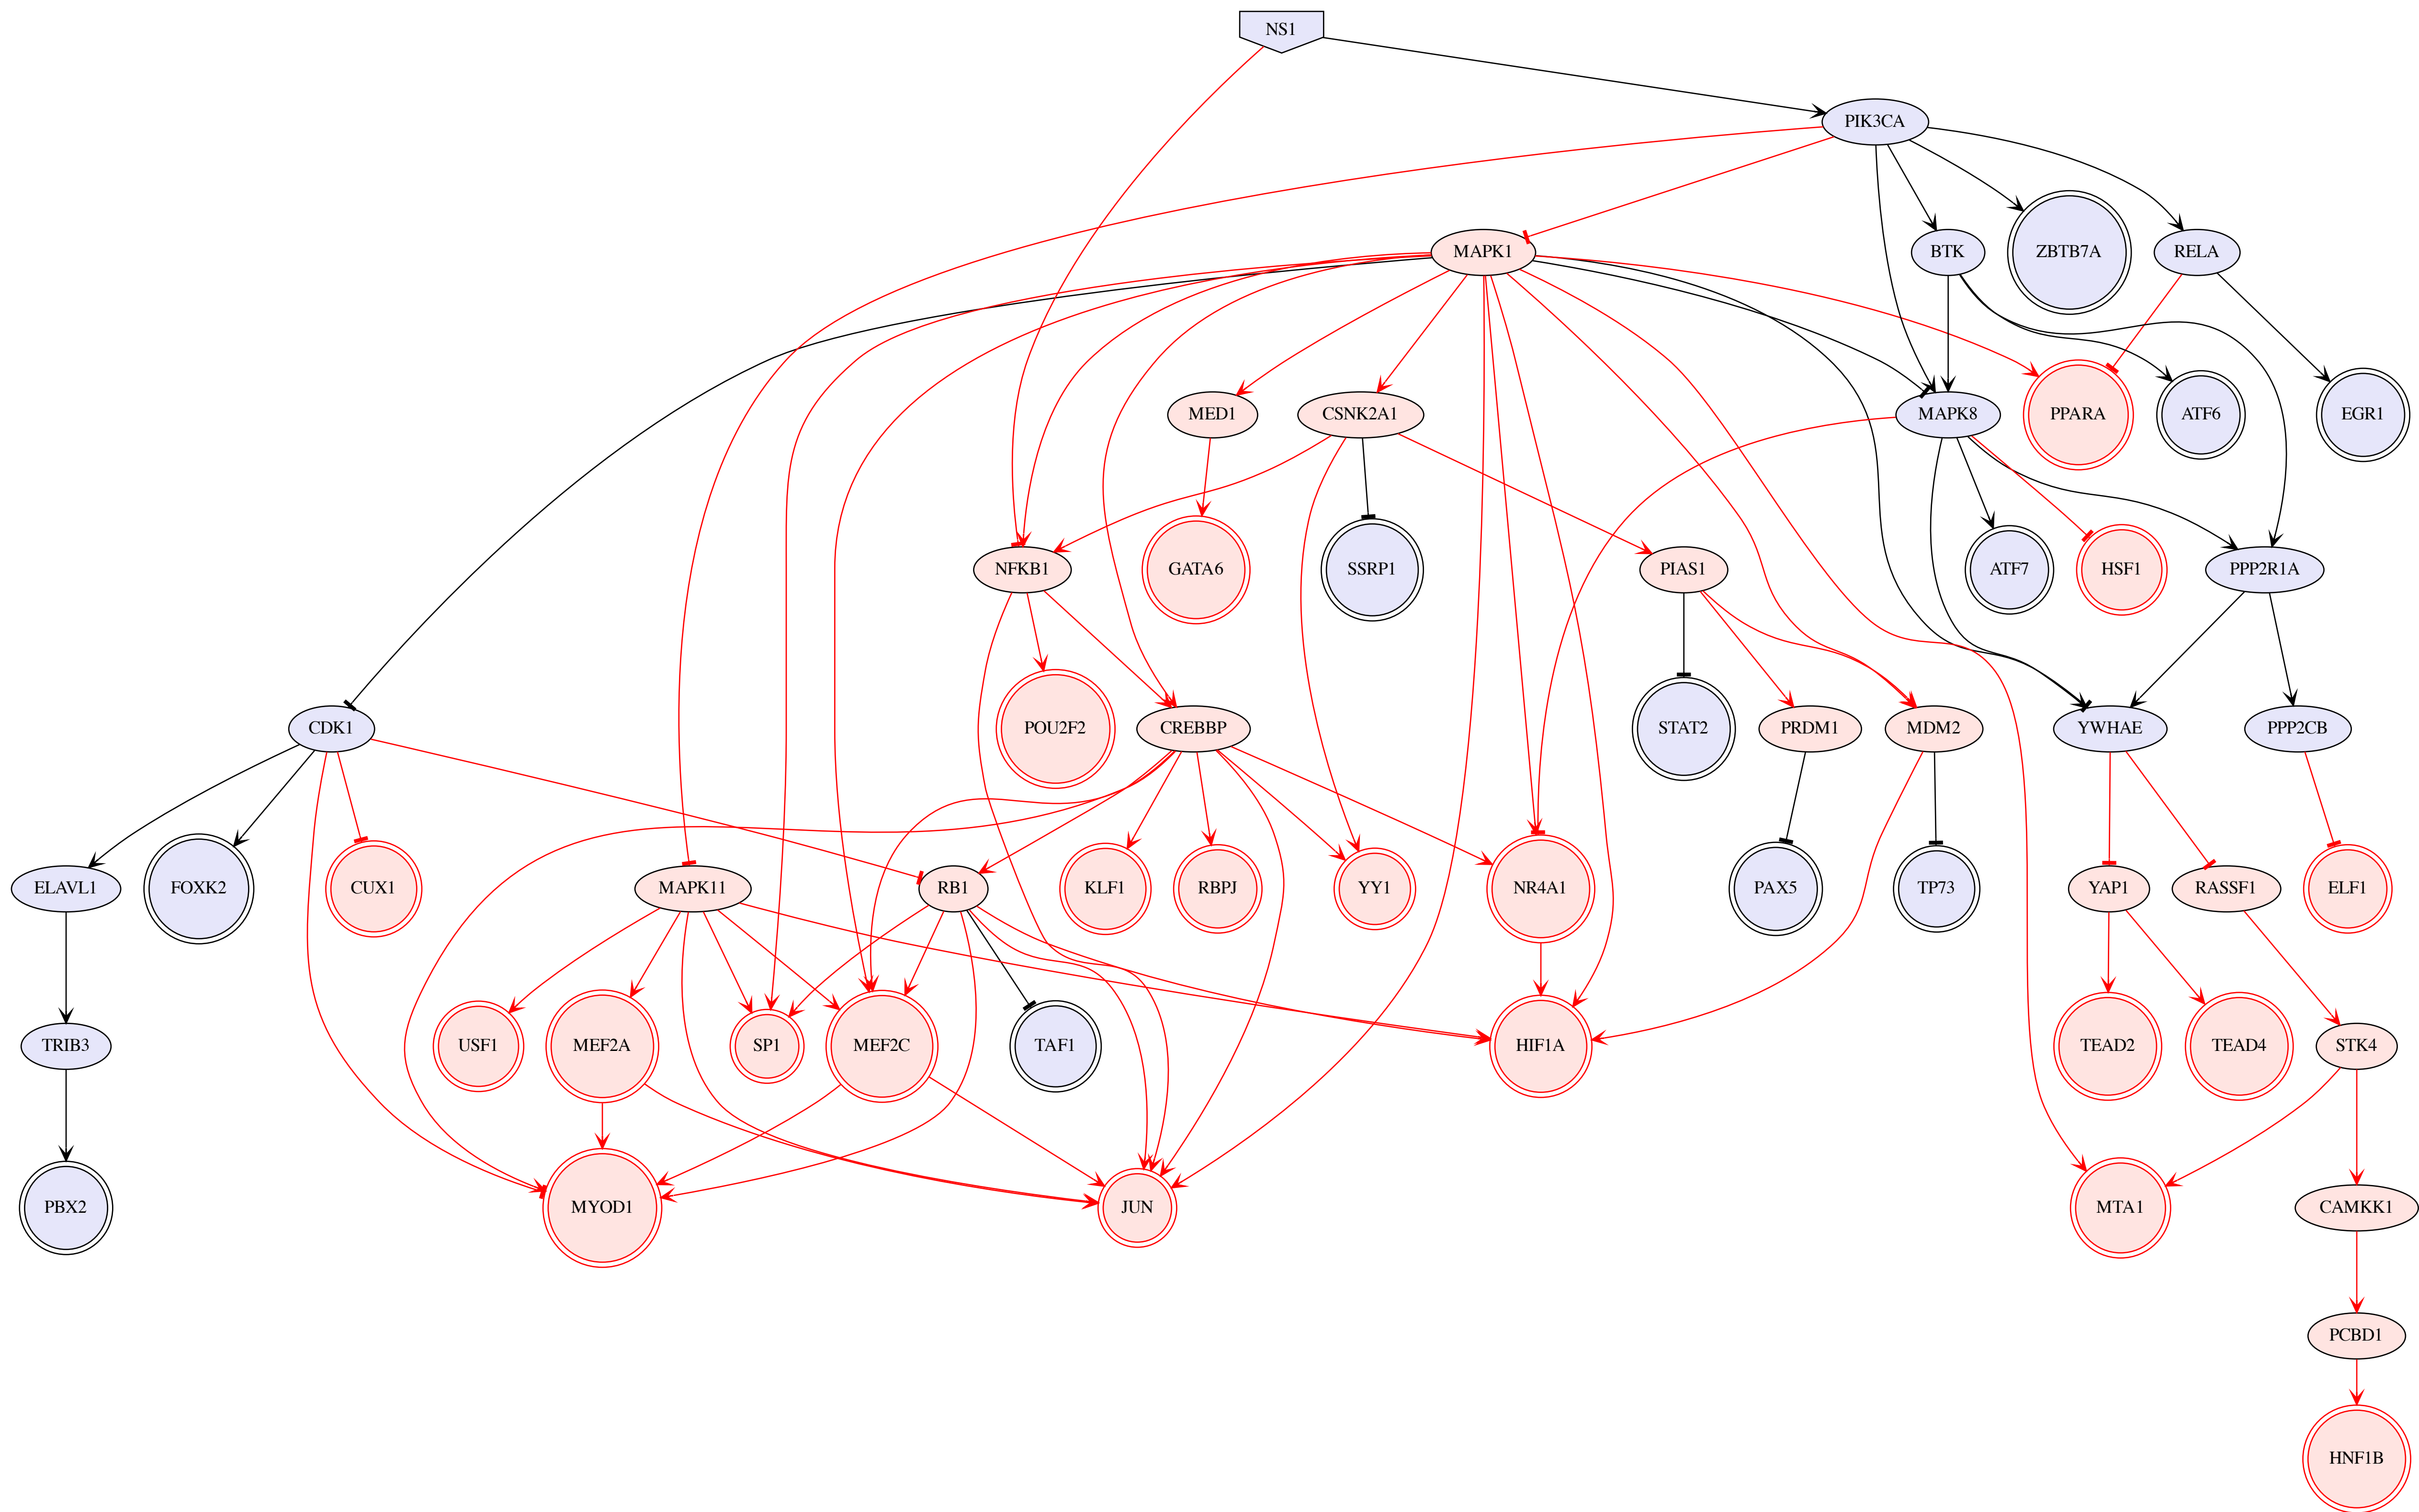 NS1
PIK3CA
MAPK1
BTK
ZBTB7A
RELA
MED1
CSNK2A1
MAPK8
PPARA
ATF6
EGR1
NFKB1
GATA6
SSRP1
PIAS1
ATF7
HSF1
PPP2R1A
CDK1
POU2F2
CREBBP
STAT2
PRDM1
MDM2
YWHAE
PPP2CB
ELAVL1
FOXK2
CUX1
MAPK11
RB1
KLF1
RBPJ
YY1
NR4A1
PAX5
TP73
YAP1
RASSF1
ELF1
TRIB3
USF1
MEF2A
SP1
MEF2C
TAF1
HIF1A
TEAD2
TEAD4
STK4
PBX2
MYOD1
JUN
MTA1
CAMKK1
PCBD1
HNF1B